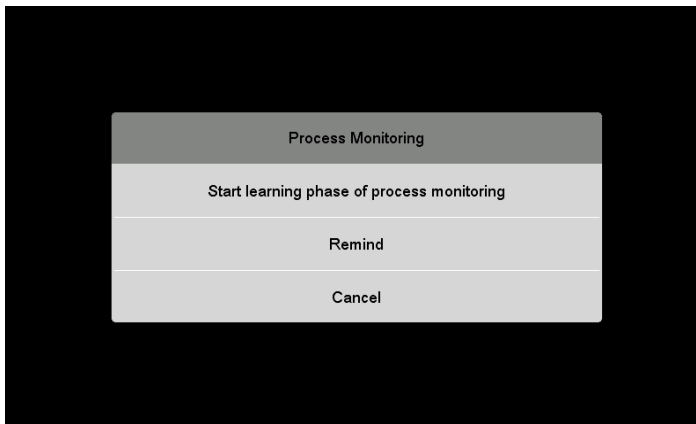 Process Monitoring
Start learning phase of process monitoring
Remind
Cancel